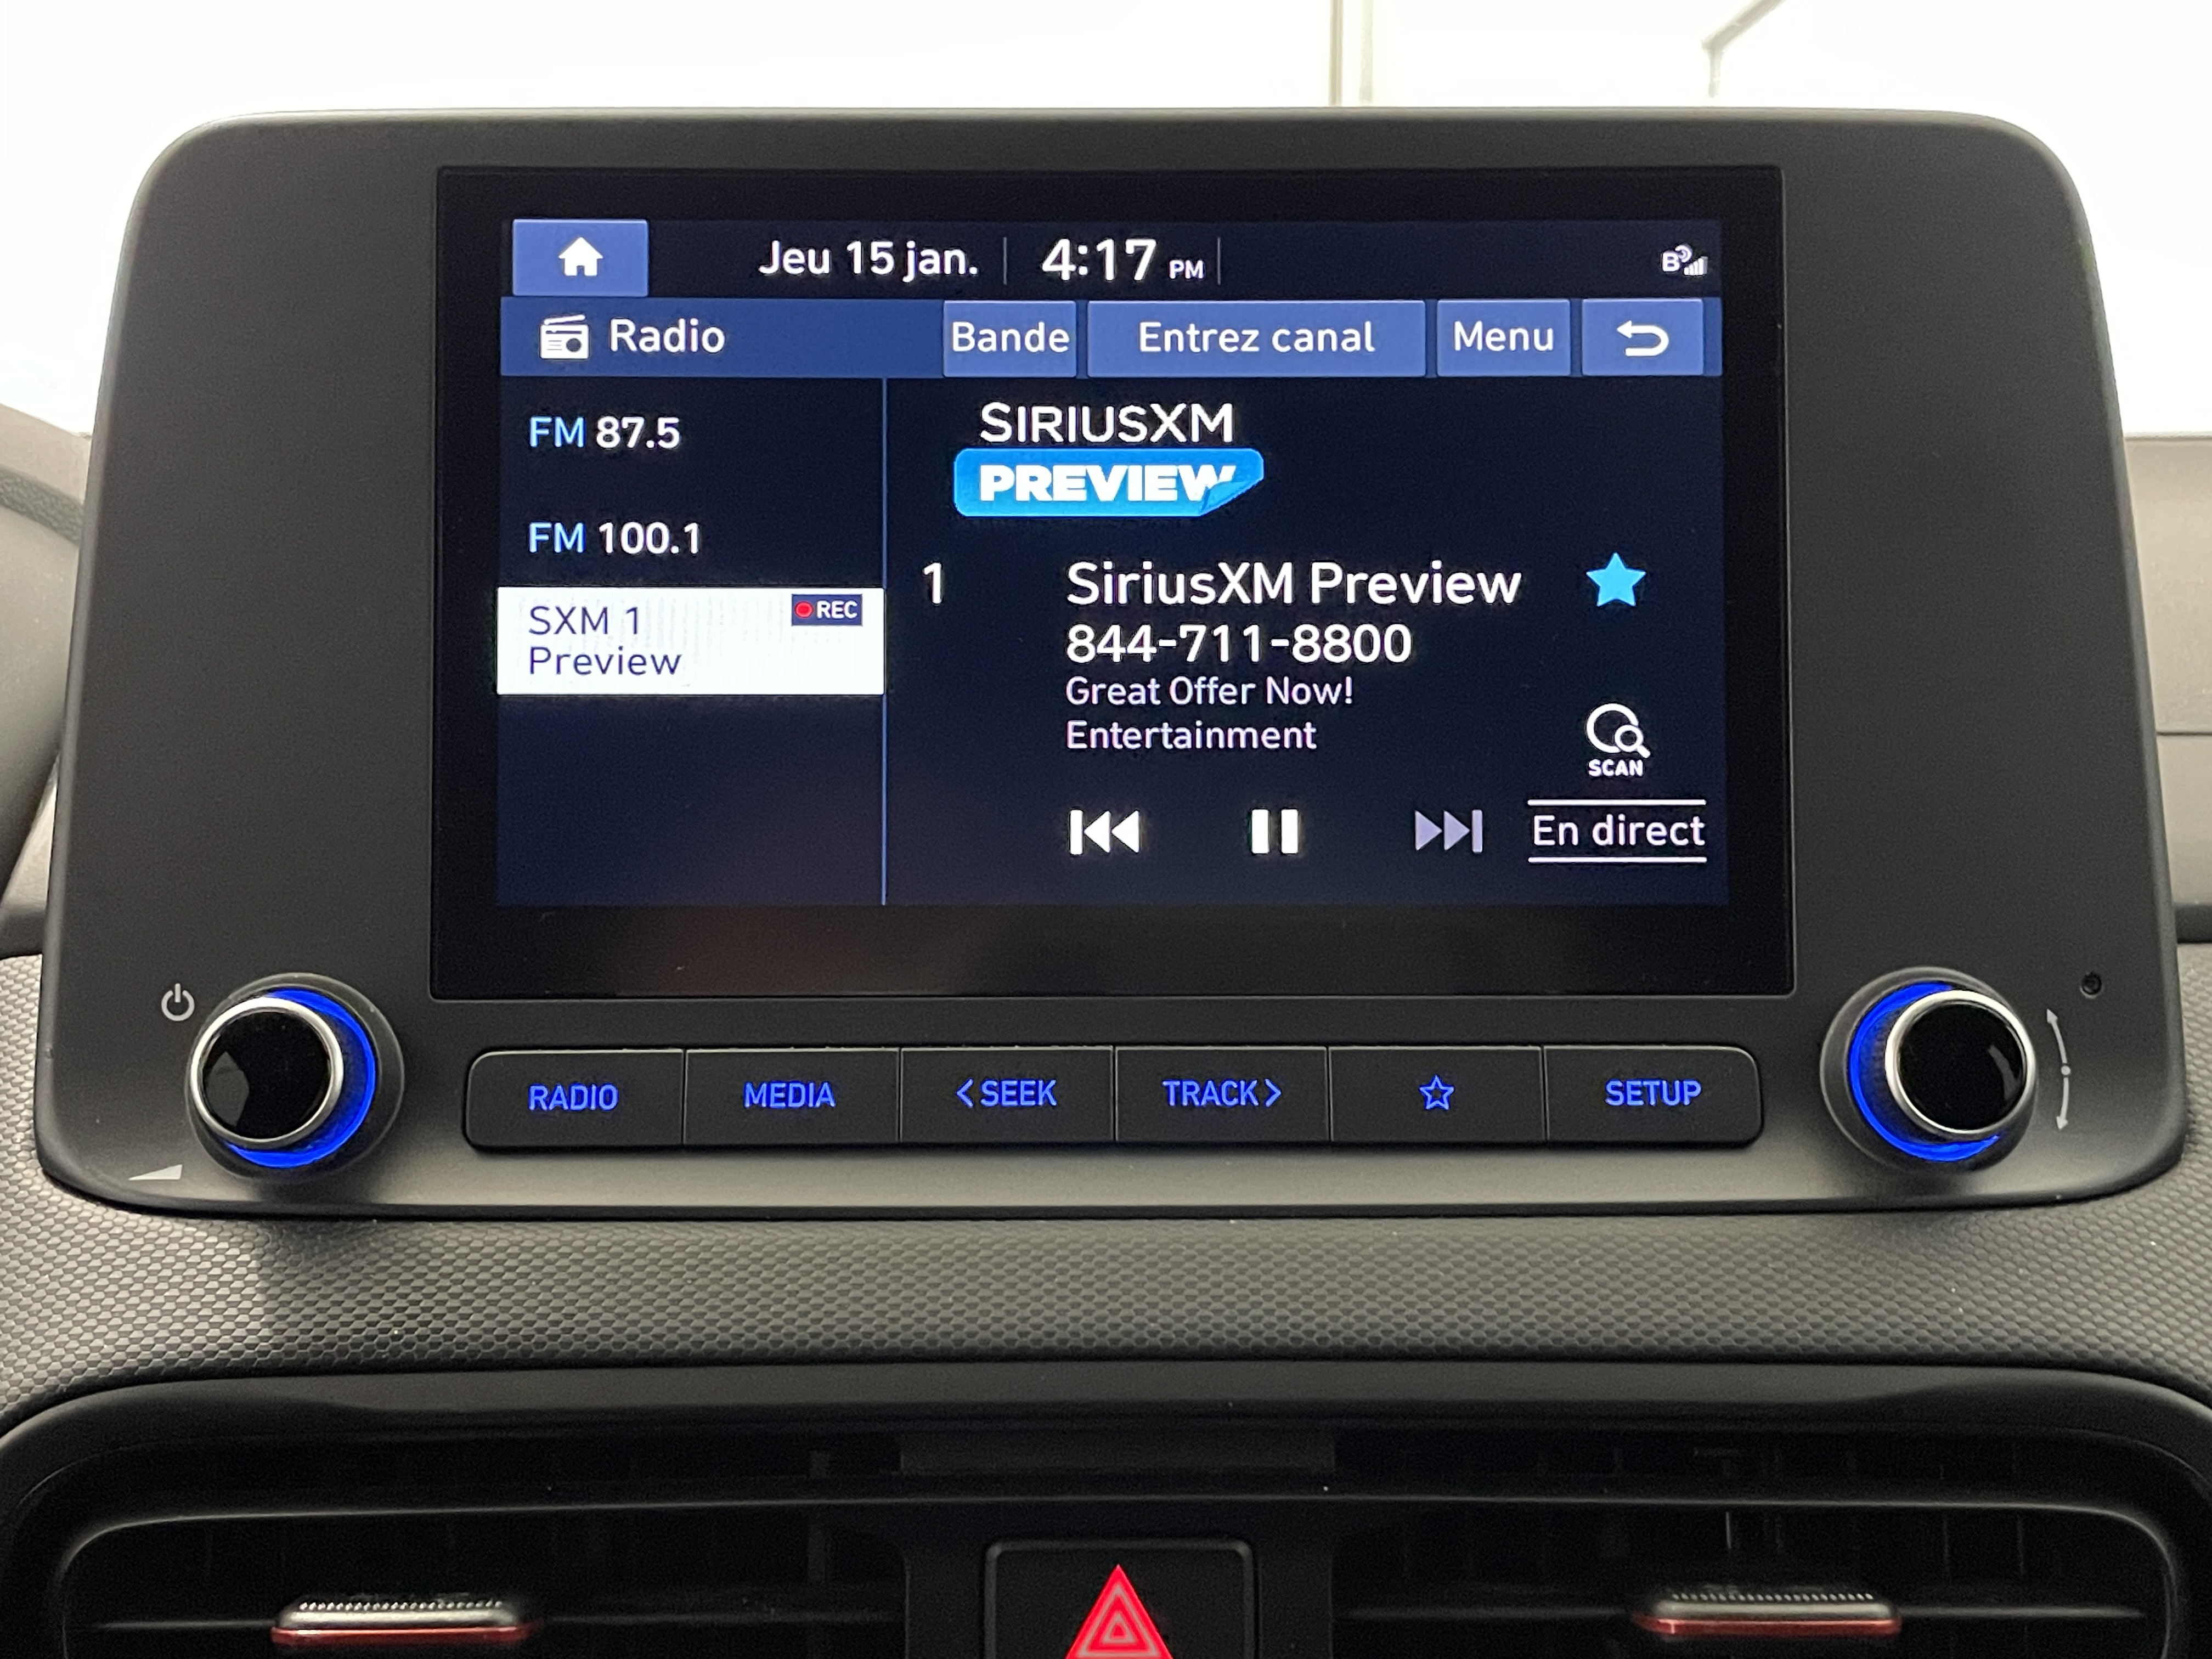 Jeu 15 jan. 4:17 PM
Radio Bande Entrez canal Menu
FM 87.5
FM 100.1
SXM 1 REC
Preview
SIRIUSXM
PREVIEW
1 SiriusXM Preview
844-711-8800
Great Offer Now!
Entertainment
SCAN
En direct
RADIO MEDIA <SEEK TRACK> SETUP